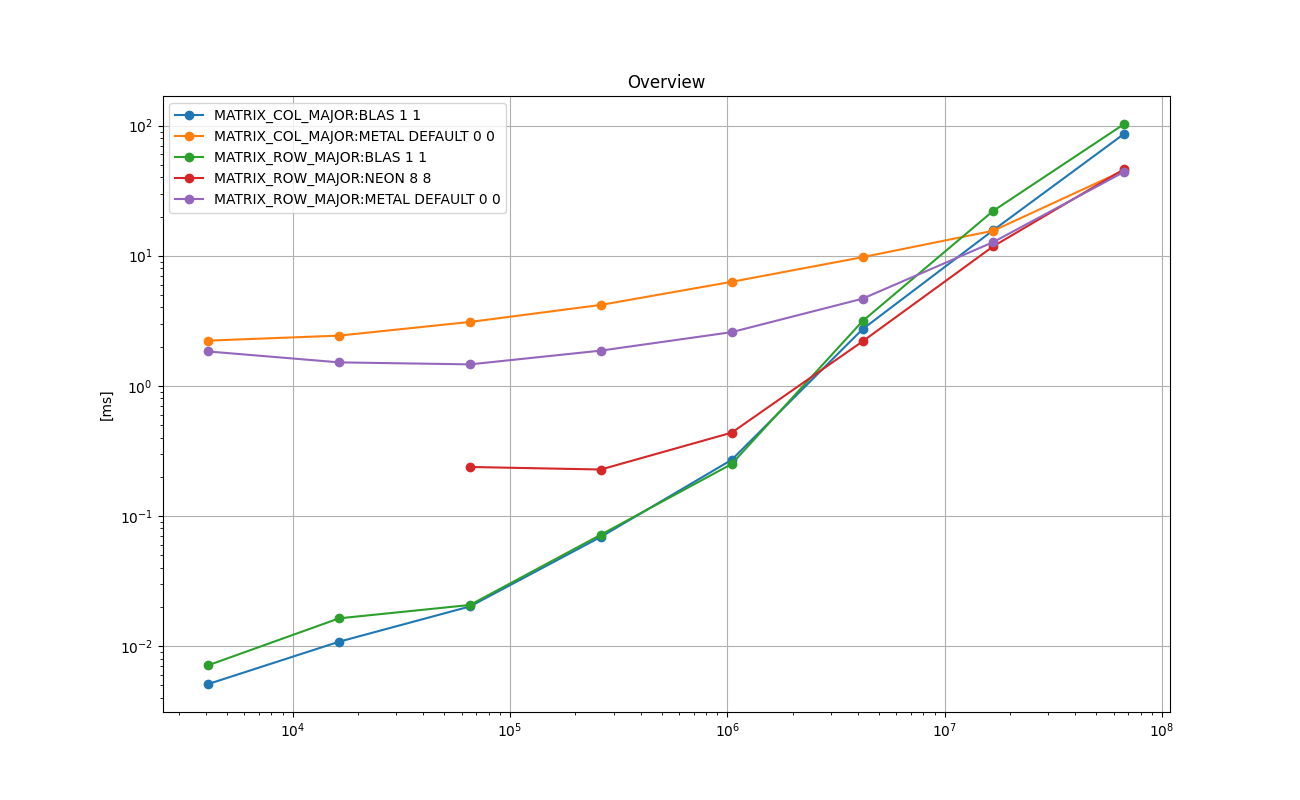 Overview
MATRIX_COL_MAJOR:BLAS 1 1
MATRIX_COL_MAJOR:METAL DEFAULT 0 0
MATRIX_ROW_MAJOR:BLAS 1 1
MATRIX_ROW_MAJOR:NEON 8 8
MATRIX_ROW_MAJOR:METAL DEFAULT 0 0
[ms]
10²
10¹
10⁰
10⁻¹
10⁻²
10⁴ 10⁵ 10⁶ 10⁷ 10⁸